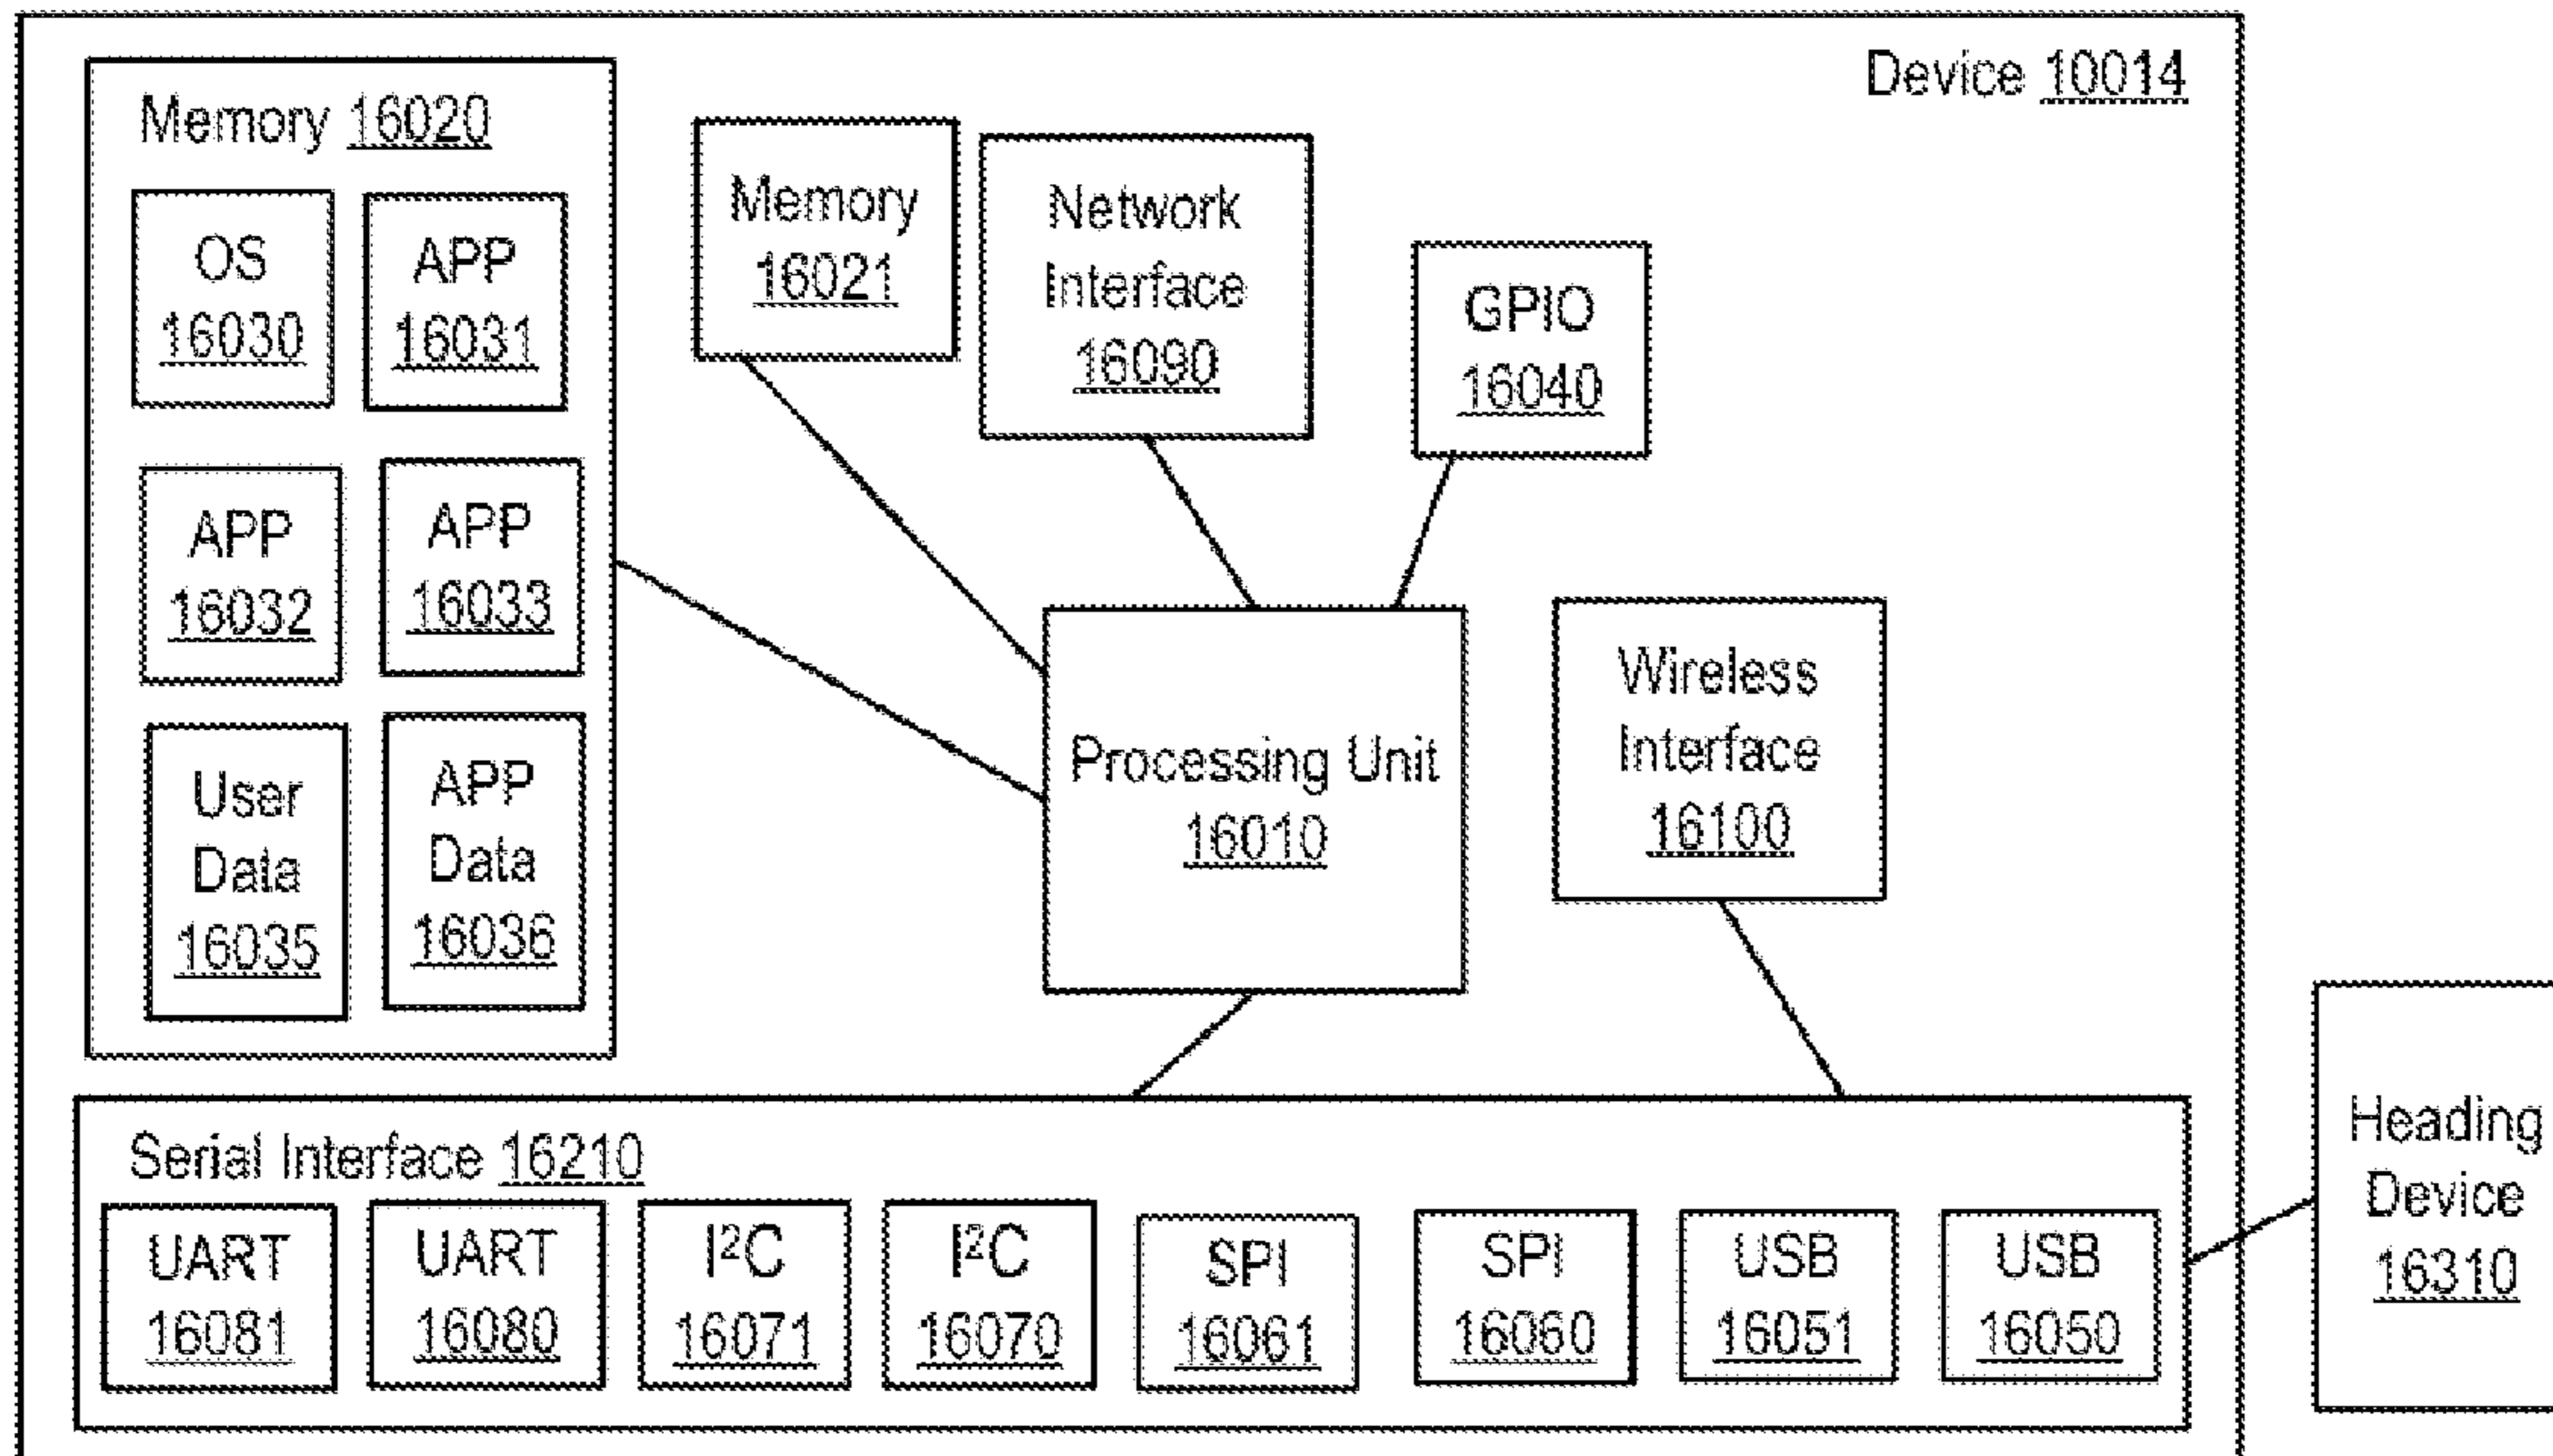 Device 10014
Memory 16020
OS
16030
APP
16031
APP
16032
APP
16033
User
Data
16035
APP
Data
16036
Memory
16021
Network
Interface
16090
GPIO
16040
Processing Unit
16010
Wireless
Interface
16100
Serial Interface 16210
UART
16081
UART
16080
I²C
16071
I²C
16070
SPI
16061
SPI
16060
USB
16051
USB
16050
Heading
Device
16310